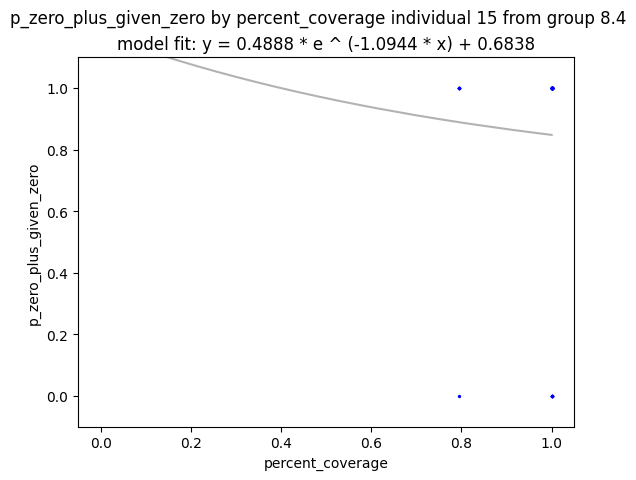 p_zero_plus_given_zero by percent_coverage individual 15 from group 8.4
model fit: y = 0.4888 * e ^ (-1.0944 * x) + 0.6838
1.0
0.8
0.6
0.4
0.2
0.0
p_zero_plus_given_zero
0.0 0.2 0.4 0.6 0.8 1.0
percent_coverage